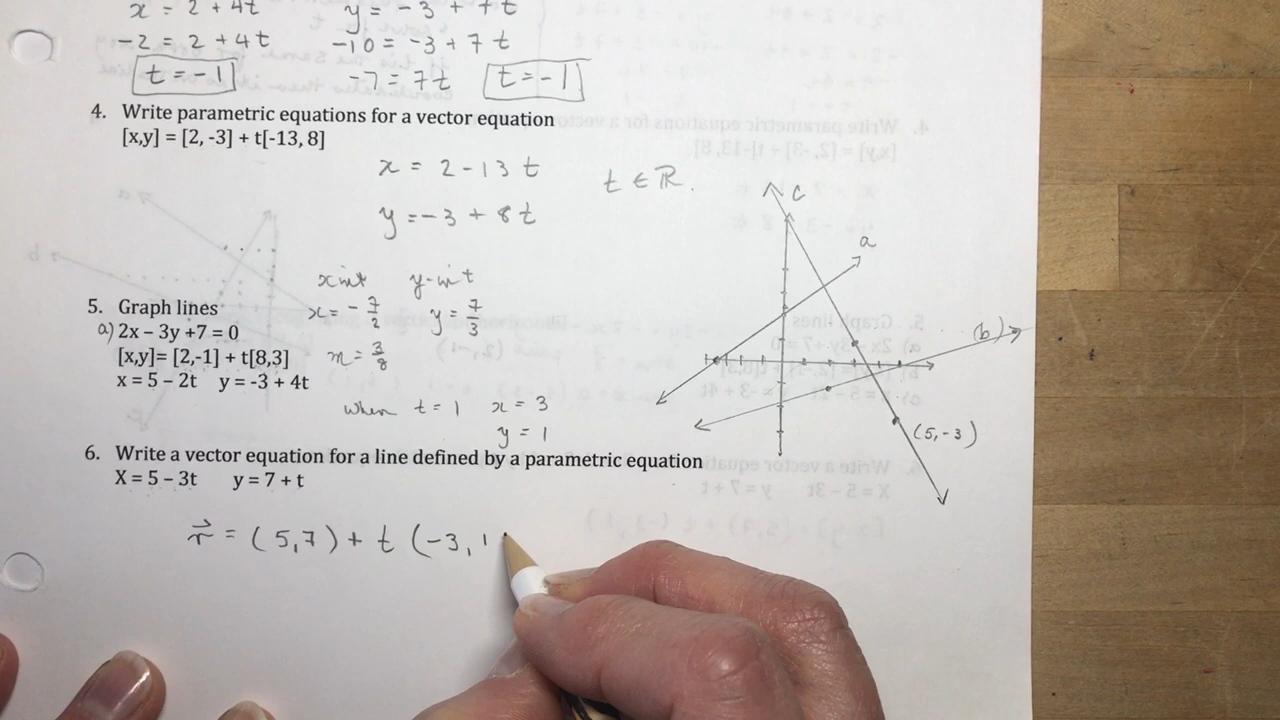 x = 2 + 4t y = -3 + 7t
-2 = 2 + 4t -10 = -3 + 7t
t = -1 -7 = 7t t = -1
4. Write parametric equations for a vector equation
[x,y] = [2, -3] + t[-13, 8]
x = 2 - 13t t ∈ ℝ.
y = -3 + 8t
c
a
x int y-int
5. Graph lines x = -7/2 y = 7/3
a) 2x – 3y +7 = 0
(b)
[x,y]= [2,-1] + t[8,3] m = 3/8
x = 5 – 2t y = -3 + 4t
when t = 1 x = 3
y = 1
(5,-3)
6. Write a vector equation for a line defined by a parametric equation
X = 5 – 3t y = 7 + t
r⃗ = (5,7) + t (-3, 1